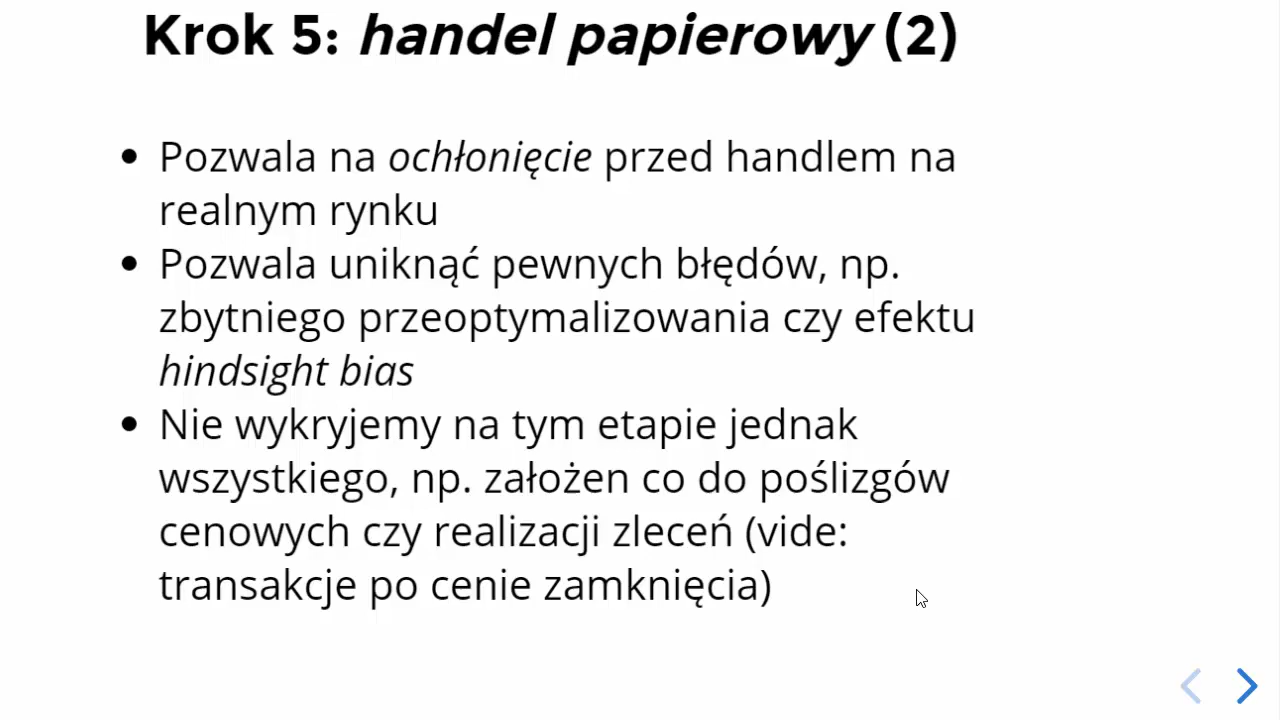 Krok 5: handel papierowy (2)
• Pozwala na ochłonięcie przed handlem na
realnym rynku
• Pozwala uniknąć pewnych błędów, np.
zbytniego przeoptymalizowania czy efektu
hindsight bias
• Nie wykryjemy na tym etapie jednak
wszystkiego, np. założen co do poślizgów
cenowych czy realizacji zleceń (vide:
transakcje po cenie zamknięcia)